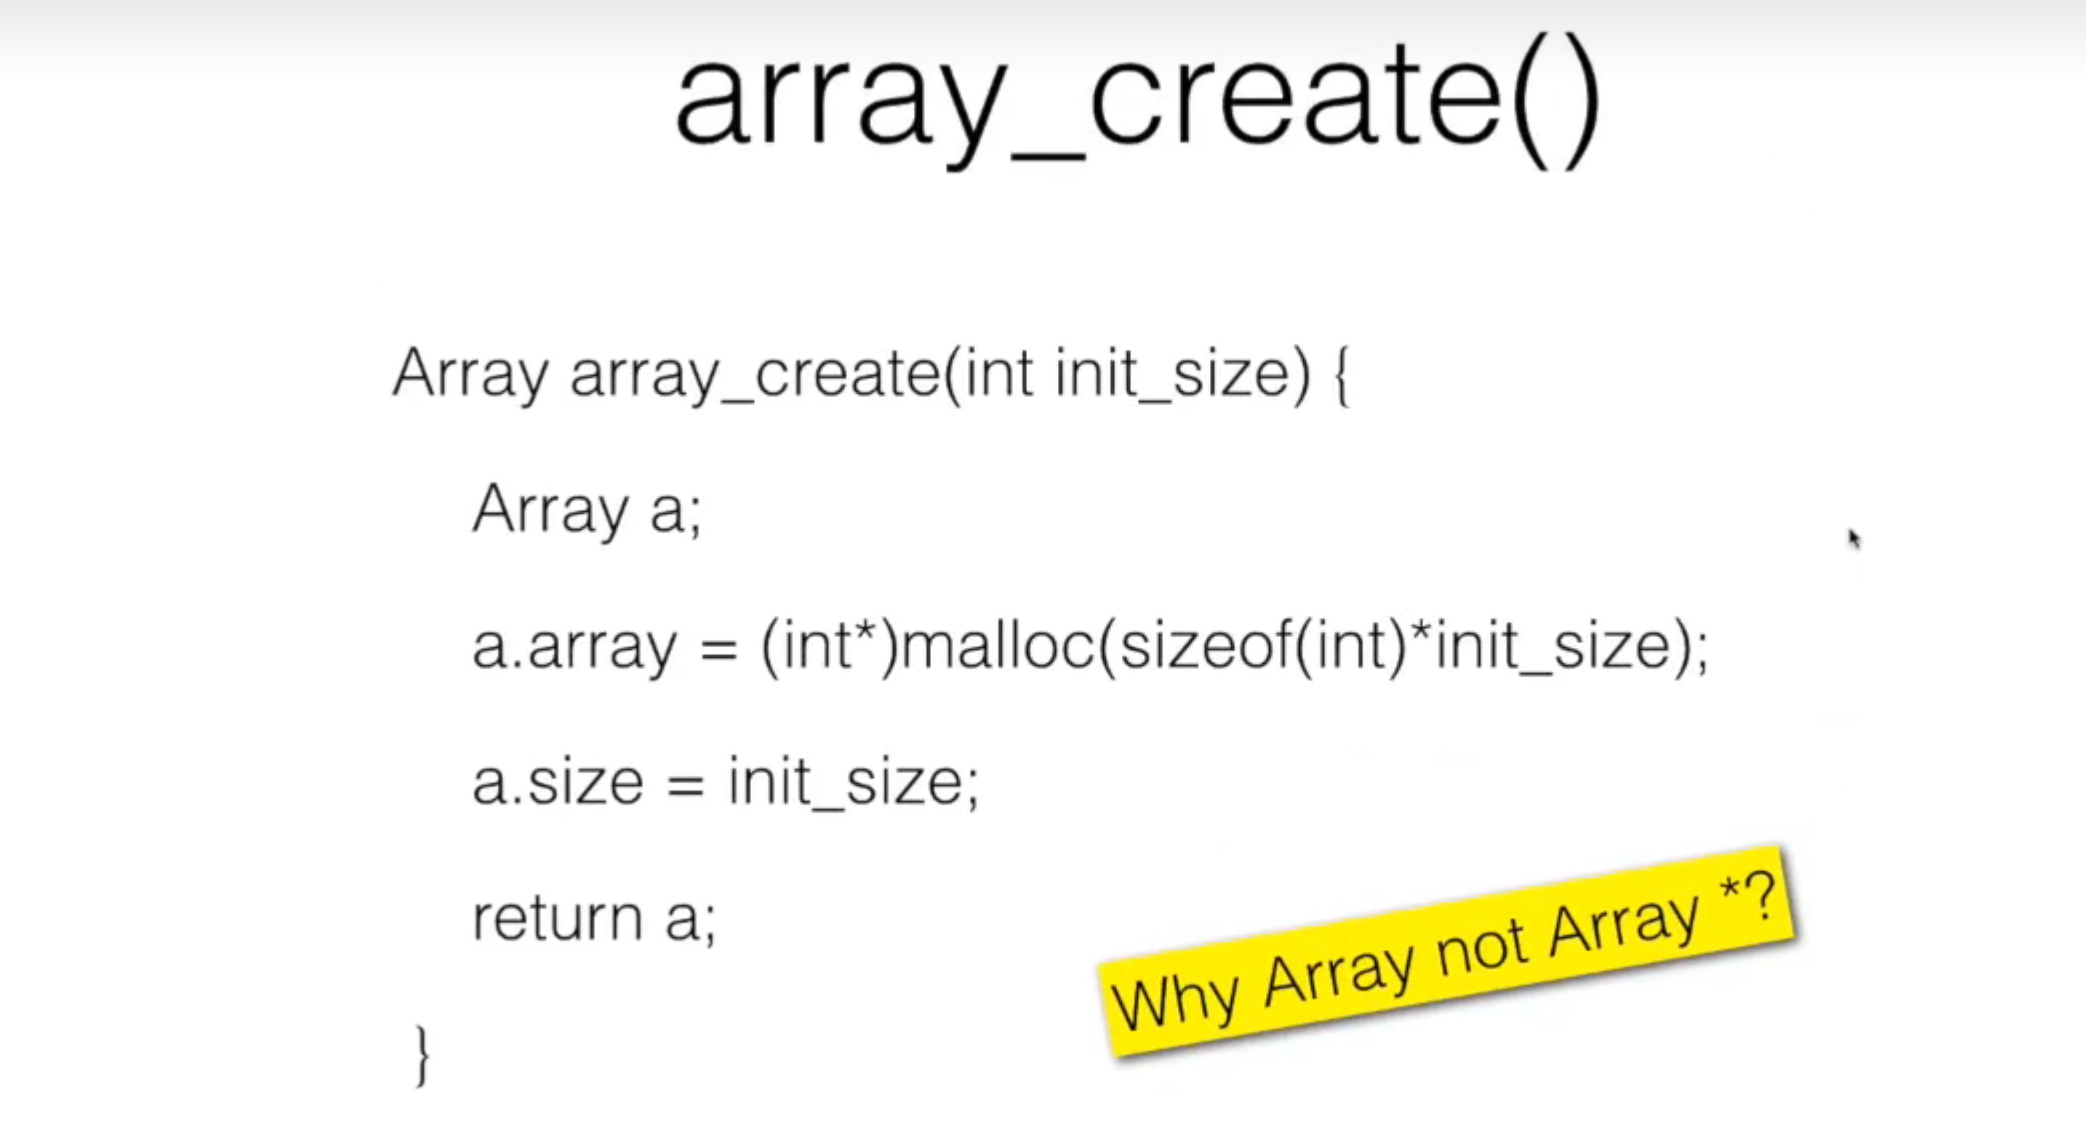 array_create()
Array array_create(int init_size) {
Array a;
a.array = (int*)malloc(sizeof(int)*init_size);
a.size = init_size;
return a;
}
Why Array not Array *?